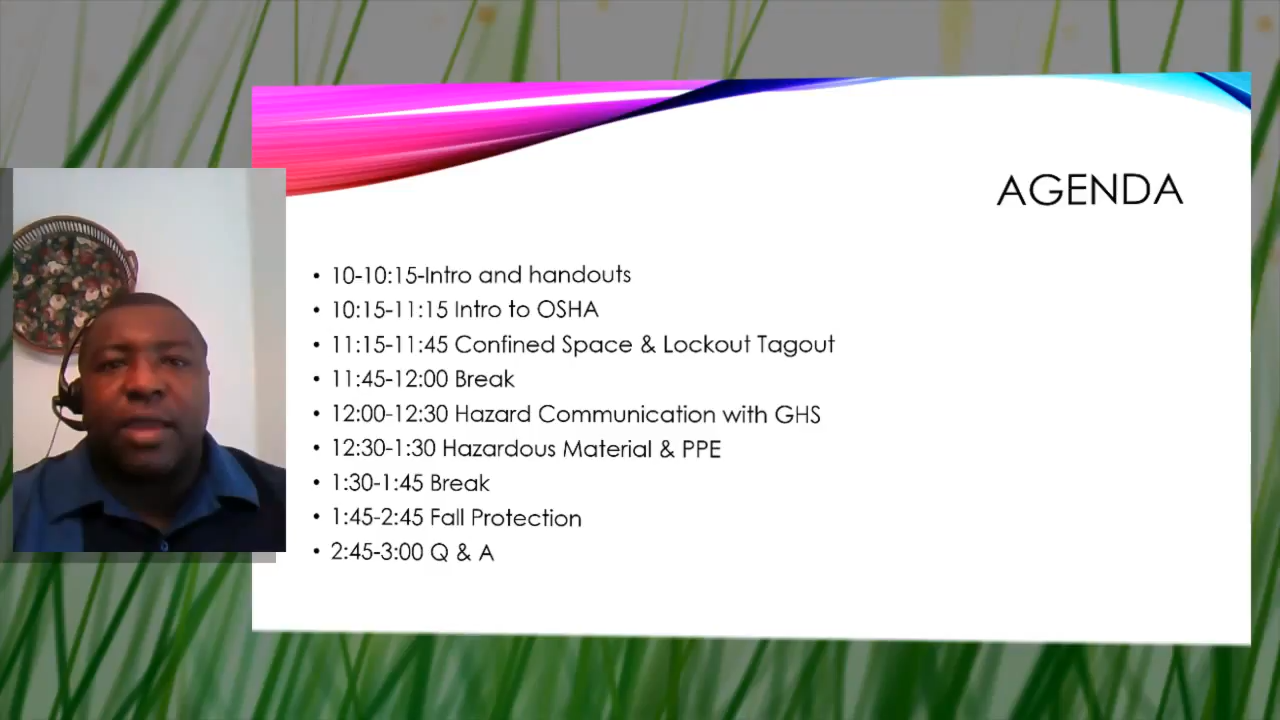 AGENDA
• 10-10:15-Intro and handouts
• 10:15-11:15 Intro to OSHA
• 11:15-11:45 Confined Space & Lockout Tagout
• 11:45-12:00 Break
• 12:00-12:30 Hazard Communication with GHS
• 12:30-1:30 Hazardous Material & PPE
• 1:30-1:45 Break
• 1:45-2:45 Fall Protection
• 2:45-3:00 Q & A